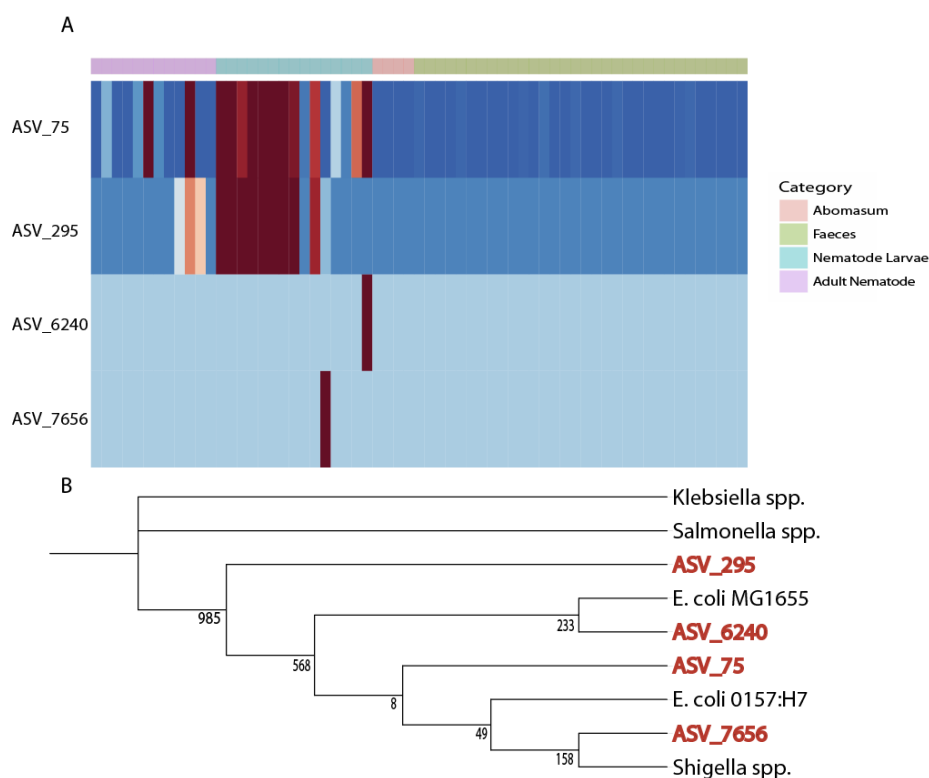 A
ASV_75
ASV_295
ASV_6240
ASV_7656
Category
Abomasum
Faeces
Nematode Larvae
Adult Nematode
B
Klebsiella spp.
Salmonella spp.
ASV_295
E. coli MG1655
ASV_6240
ASV_75
E. coli 0157:H7
ASV_7656
Shigella spp.
985
233
568
8
49
158